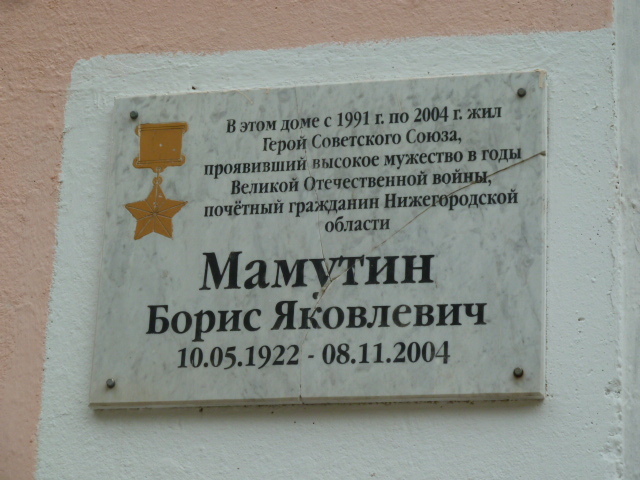 В этом доме с 1991 г. по 2004 г. жил
Герой Советского Союза,
проявивший высокое мужество в годы
Великой Отечественной войны,
почётный гражданин Нижегородской
области
Мамутин
Борис Яковлевич
10.05.1922 - 08.11.2004